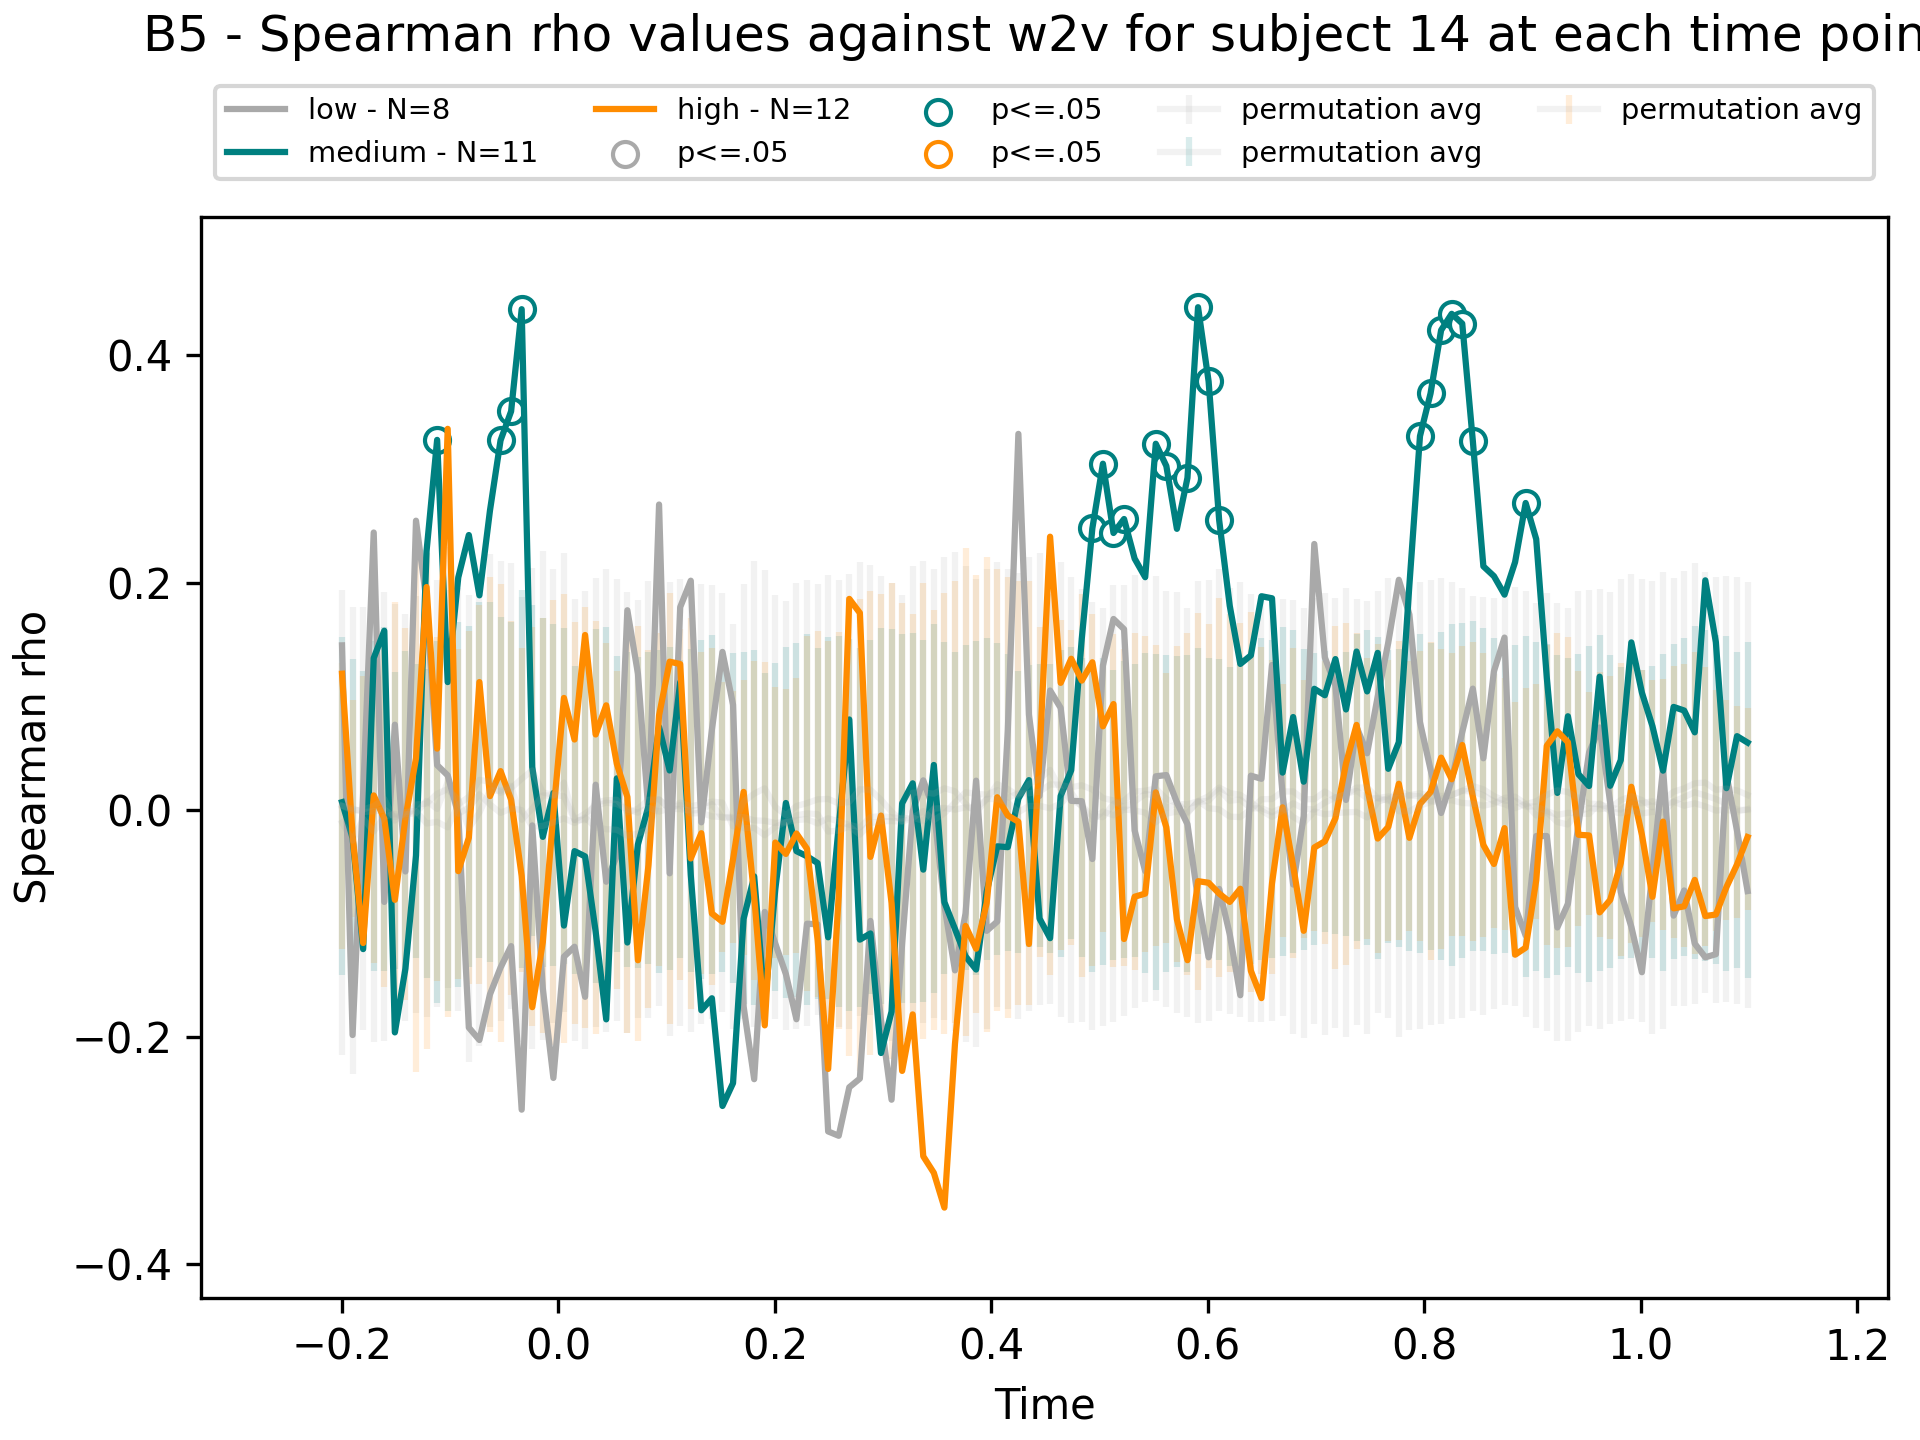 B5 - Spearman rho values against w2v for subject 14 at each time poin
low - N=8
medium - N=11
high - N=12
p<=.05
p<=.05
p<=.05
permutation avg
permutation avg
permutation avg
Spearman rho
0.4
0.2
0.0
−0.2
−0.4
−0.2 0.0 0.2 0.4 0.6 0.8 1.0 1.2
Time